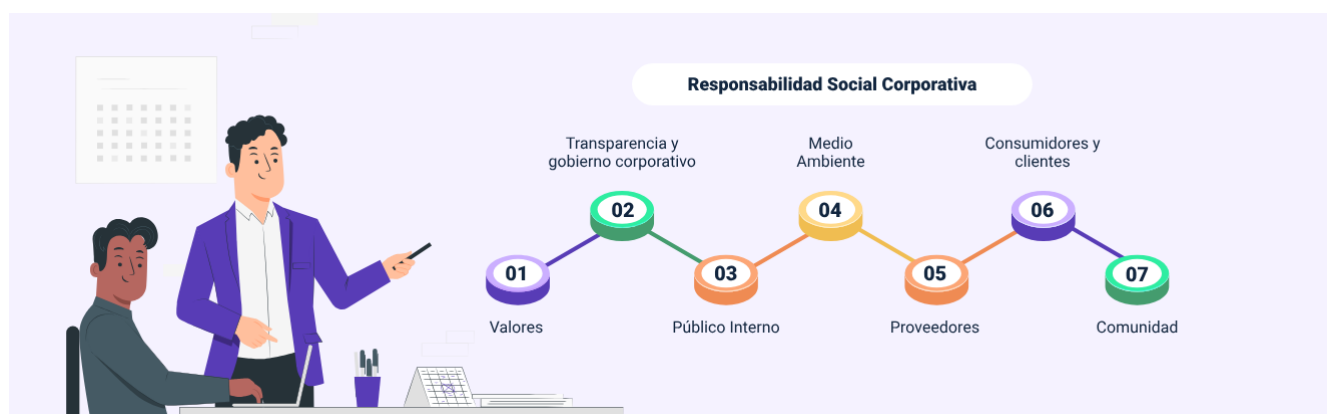 Responsabilidad Social Corporativa
Transparencia y
gobierno corporativo
Medio
Ambiente
Consumidores y
clientes
02
04
06
01
03
05
07
Valores
Público Interno
Proveedores
Comunidad